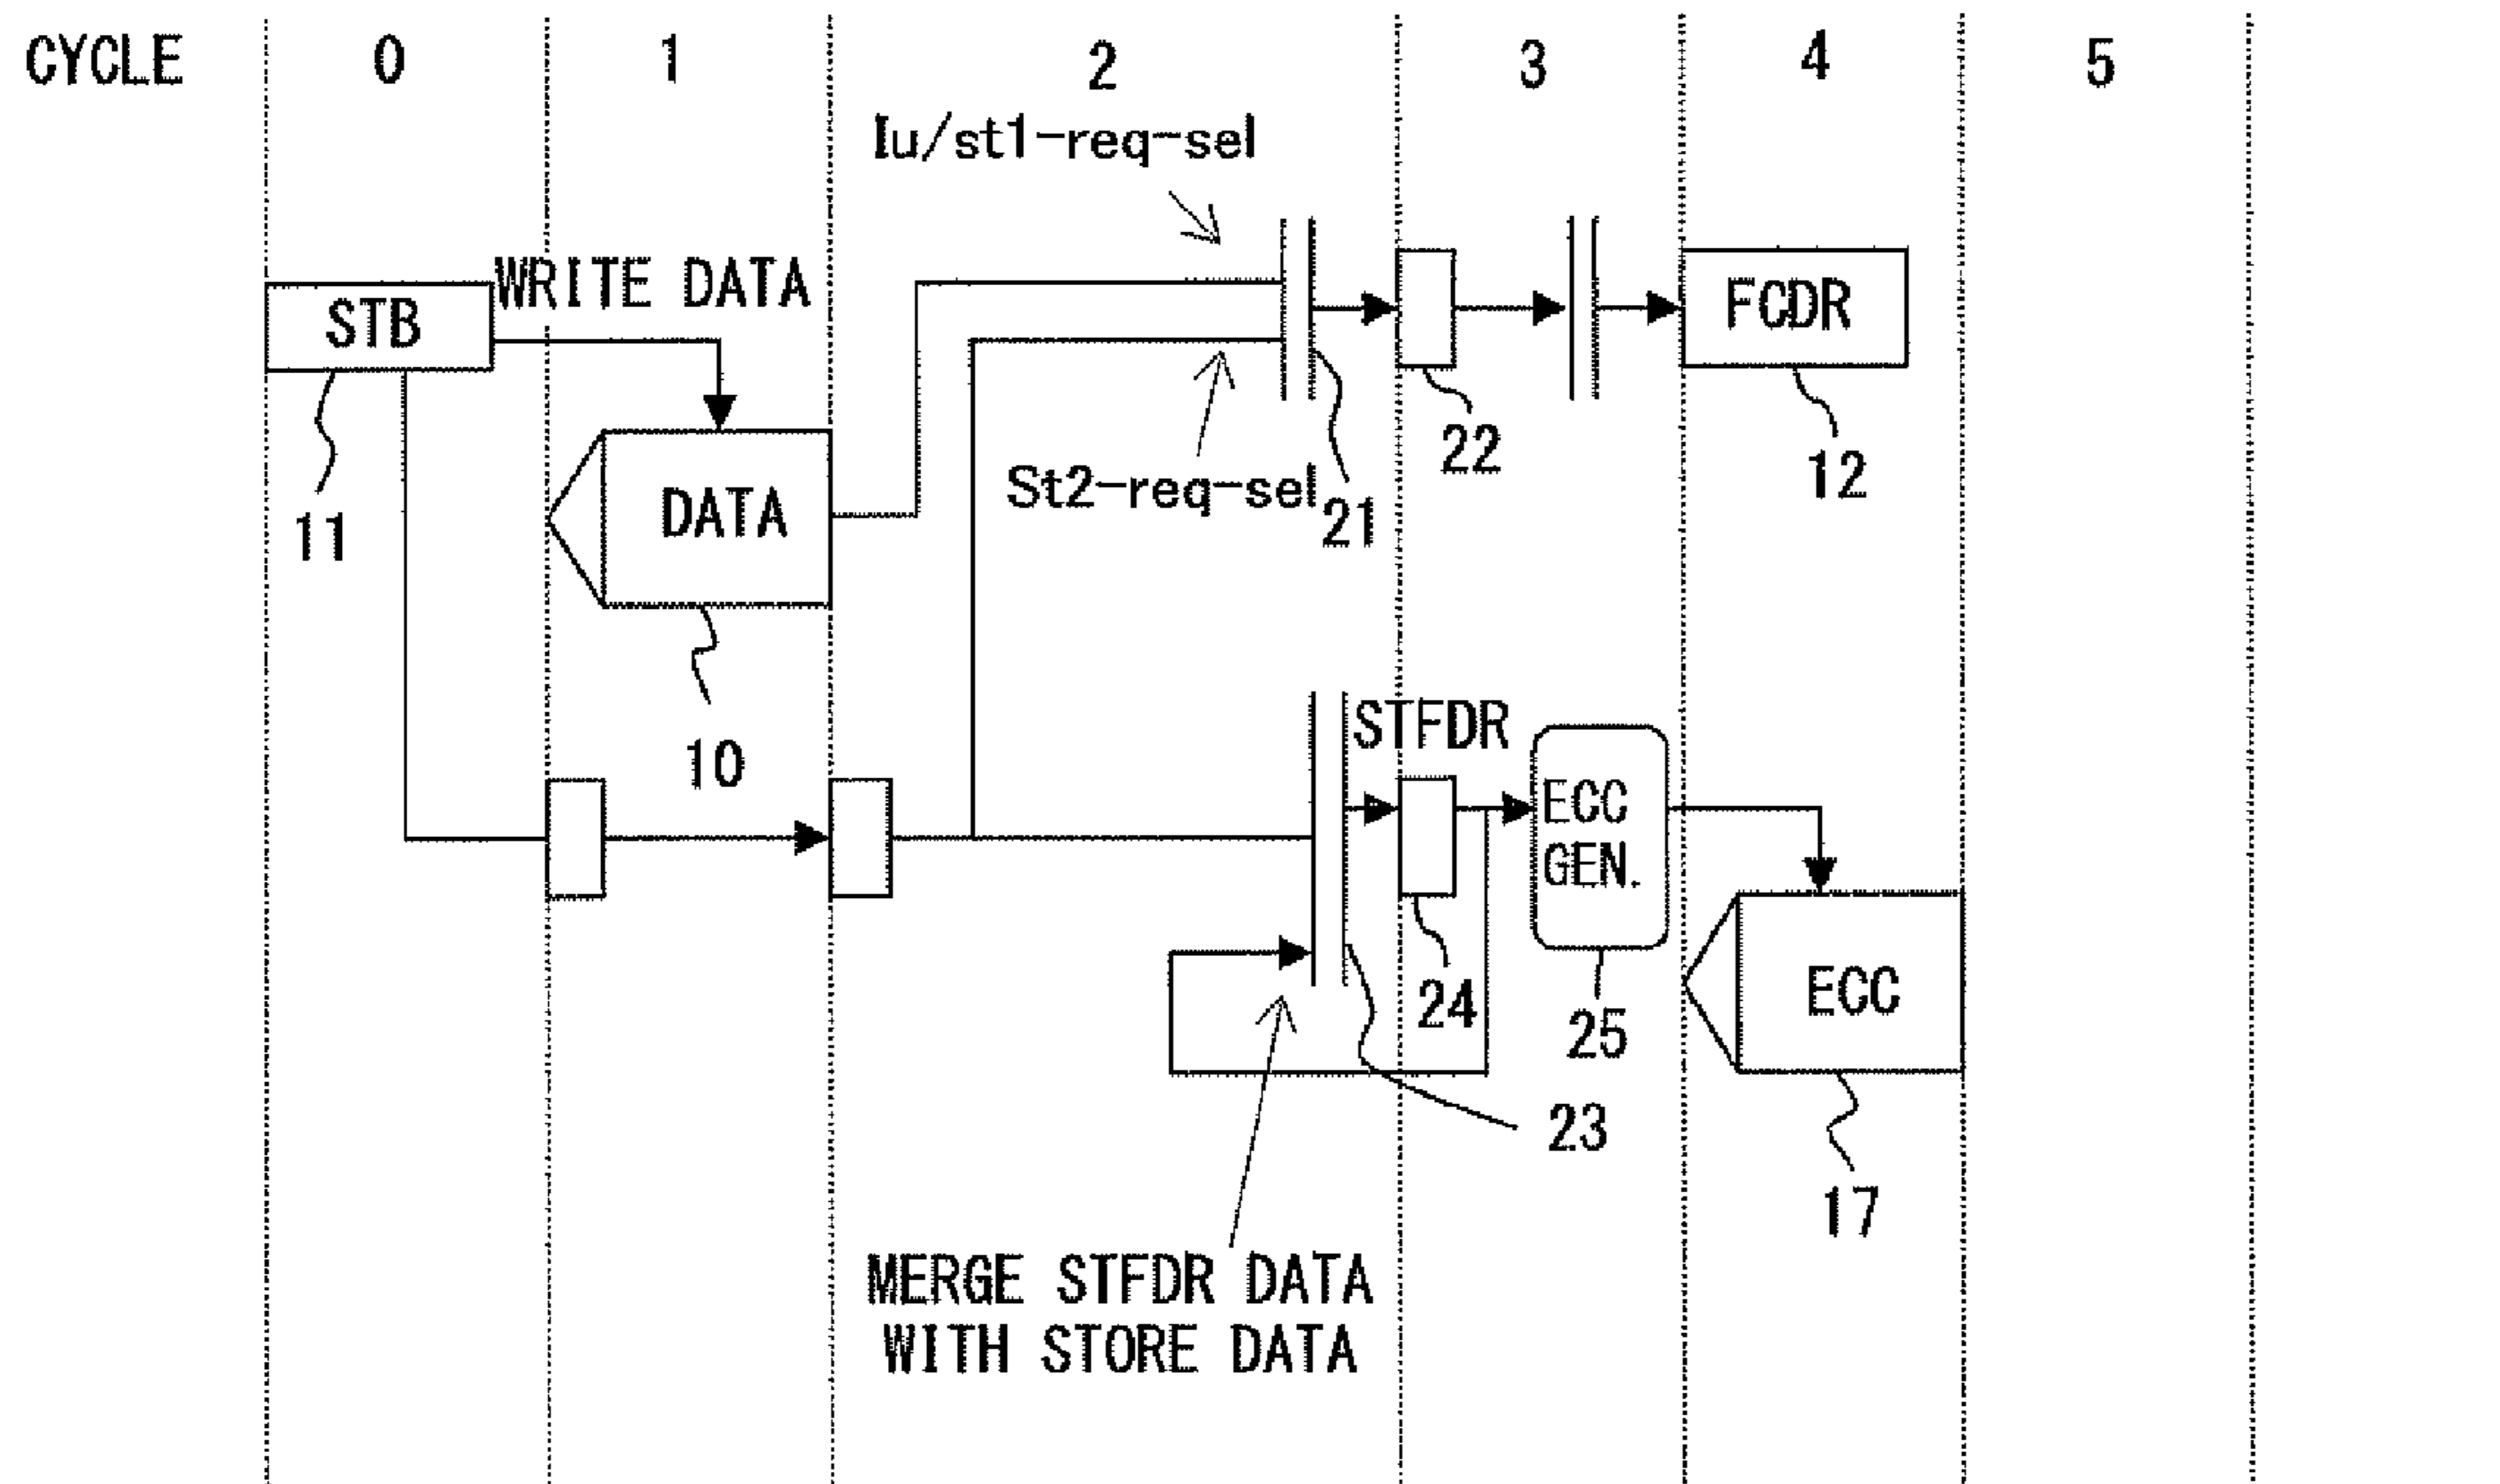 CYCLE 0 1 2 3 4 5
Iu/st1-req-sel
WRITE DATA
STB
FCDR
DATA
22
12
St2-req-sel
21
11
10
STFDR
ECC
GEN.
24
25
ECC
23
17
MERGE STFDR DATA
WITH STORE DATA